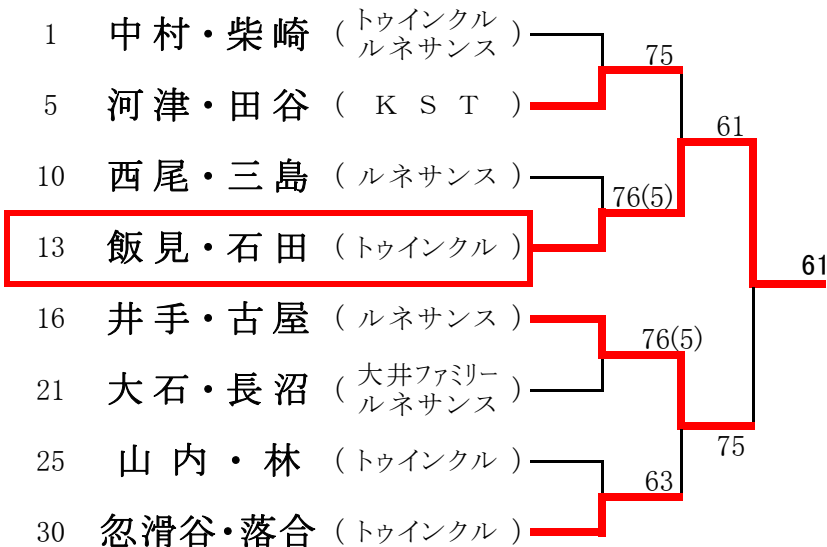 1 中村・柴崎 (トゥインクル
ルネサンス)
75
5 河津・田谷 (KST)
61
10 西尾・三島 (ルネサンス)
76(5)
13 飯見・石田 (トゥインクル)
61
16 井手・古屋 (ルネサンス)
76(5)
21 大石・長沼 (大井ファミリー
ルネサンス)
75
25 山内・林 (トゥインクル)
63
30 忽滑谷・落合 (トゥインクル)